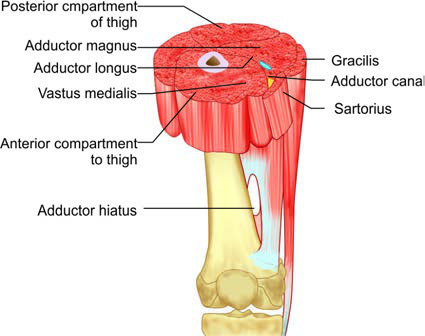 Posterior cmpartment
of thigh
Adductor magnus
Adductor longus
Vastus medialis
Anterior compartment
to thigh
Adductor hiatus
Gracilis
Adductor canal
Sartorius